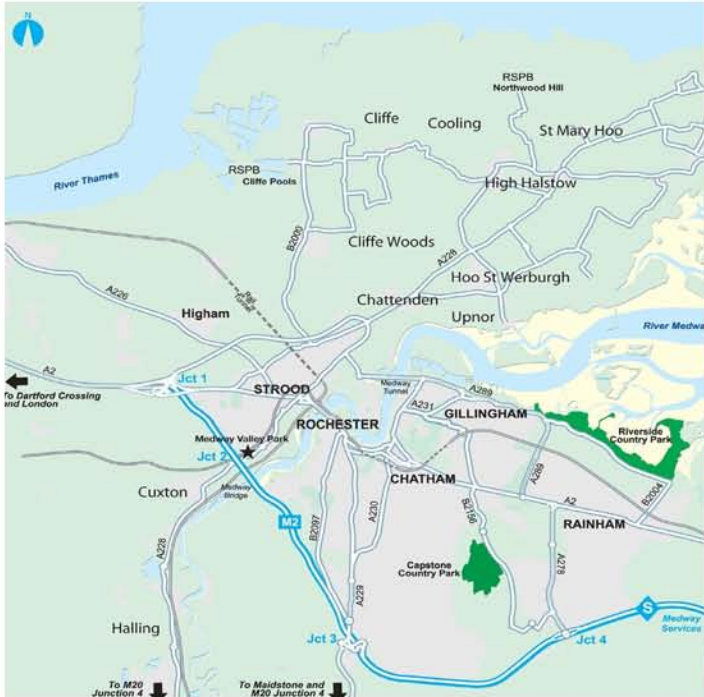 N
RSPB
Northwood Hill
Cliffe
Cooling
St Mary Hoo
RSPB
Cliffe Pools
River Thames
High Halstow
B2000
Cliffe Woods
A228
Hoo St Werburgh
A226
Rail
Tunnel
Chattenden
Higham
Upnor
River Medwa
A2
Jct 1
To Dartford Crossing
and London
STROOD
Medway
Tunnel
A289
A231
GILLINGHAM
ROCHESTER
Riverside
Country Park
Medway Valley Park
Jct 2
CHATHAM
A289
B2004
Cuxton
Medway
Bridge
A2
M2
B2097
A230
B2156
RAINHAM
A228
Capstone
Country Park
A278
A229
S
Medway
Services
Halling
Jct 3
Jct 4
To M20
Junction 4
To Maidstone and
M20 Junction 4